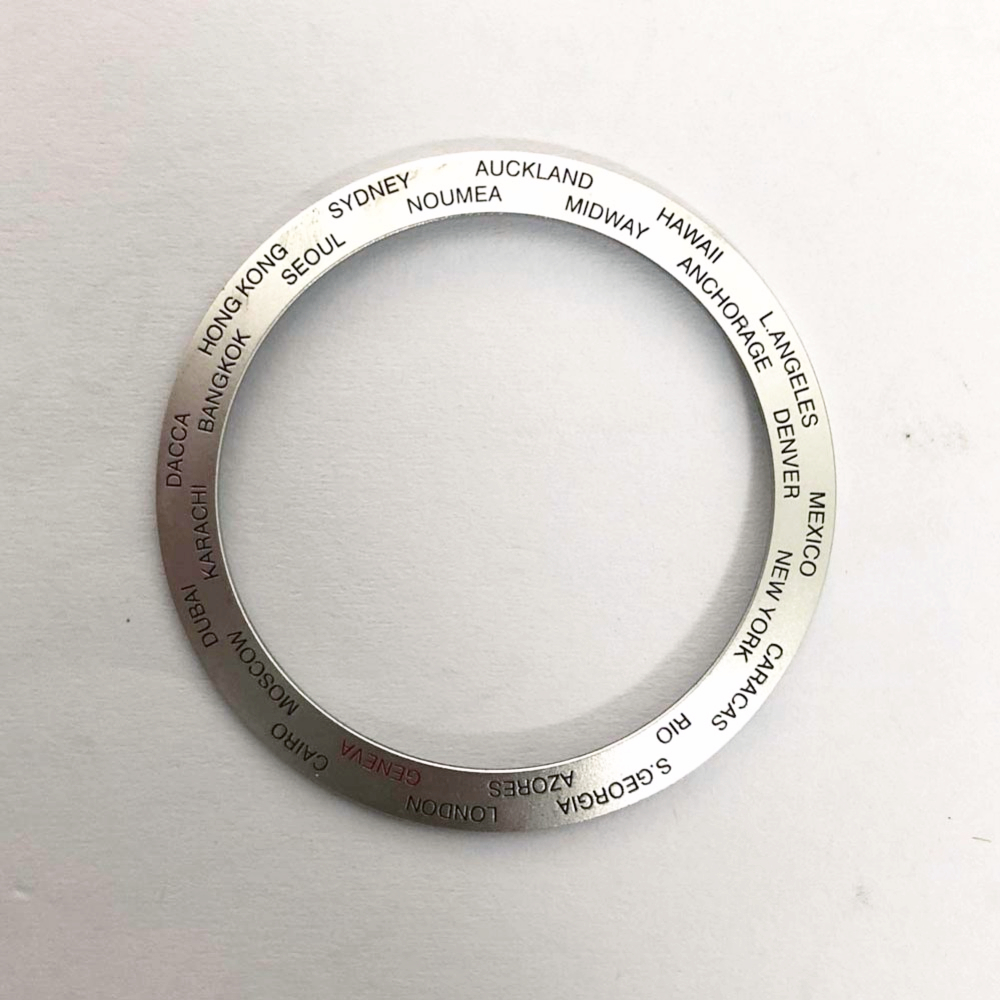 AUCKLAND
MIDWAY
HAWAII
ANCHORAGE
L.ANGELES
DENVER
MEXICO
NEW YORK
CARACAS
RIO
S.GEORGIA
AZORES
LONDON
GENEVA
CAIRO
MOSCOW
DUBAI
KARACHI
DACCA
BANGKOK
HONG KONG
SEOUL
SYDNEY
NOUMEA